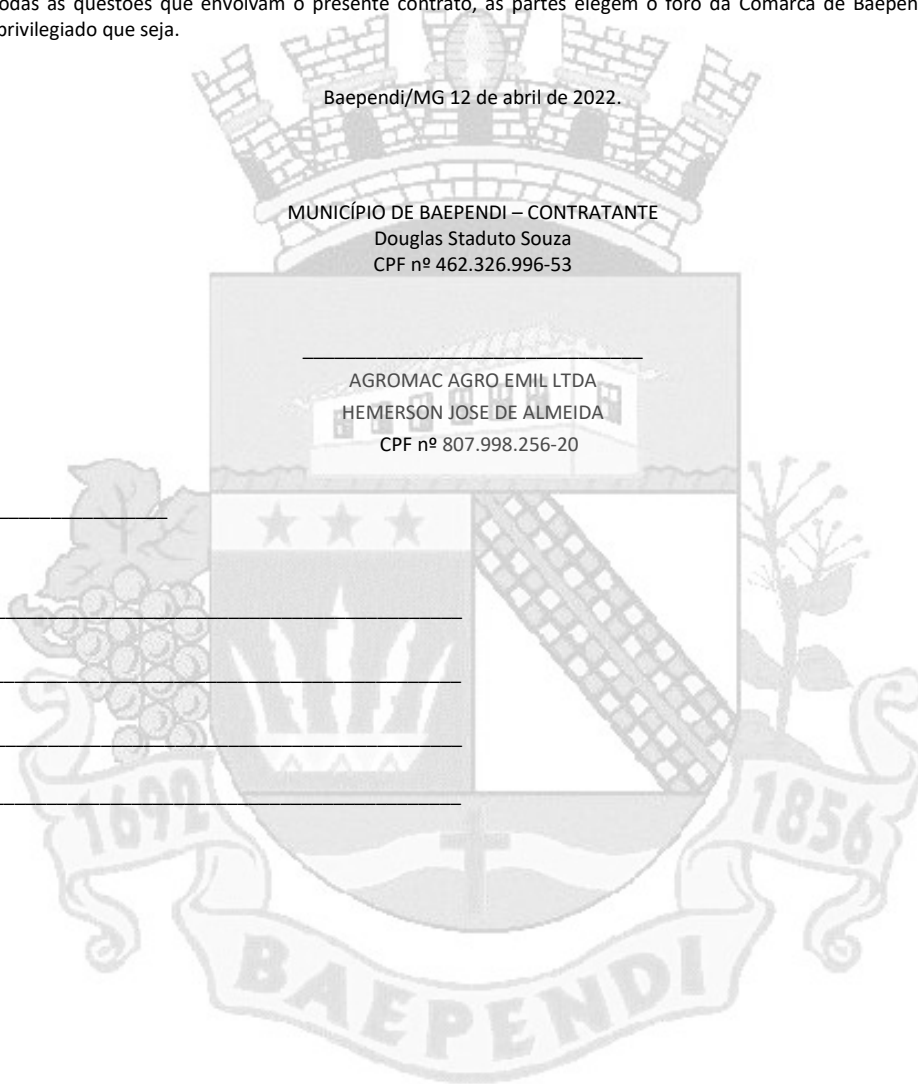 odas as questões que envolvam o presente contrato, as partes elegem o foro da Comarca de Baepen
privilegiado que seja.
Baependi/MG 12 de abril de 2022.
MUNICÍPIO DE BAEPENDI – CONTRATANTE
Douglas Staduto Souza
CPF nº 462.326.996-53
AGROMAC AGRO EMIL LTDA
HEMERSON JOSE DE ALMEIDA
CPF nº 807.998.256-20
1692
1856
BAEPENDI